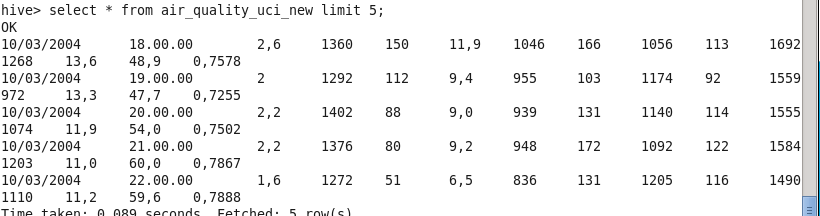 hive> select * from air_quality_uci_new limit 5;
OK
10/03/2004 18.00.00 2,6 1360 150 11,9 1046 166 1056 113 1692
1268 13,6 48,9 0,7578
10/03/2004 19.00.00 2 1292 112 9,4 955 103 1174 92 1559
972 13,3 47,7 0,7255
10/03/2004 20.00.00 2,2 1402 88 9,0 939 131 1140 114 1555
1074 11,9 54,0 0,7502
10/03/2004 21.00.00 2,2 1376 80 9,2 948 172 1092 122 1584
1203 11,0 60,0 0,7867
10/03/2004 22.00.00 1,6 1272 51 6,5 836 131 1205 116 1490
1110 11,2 59,6 0,7888
Time taken: 0.089 seconds, Fetched: 5 row(s)